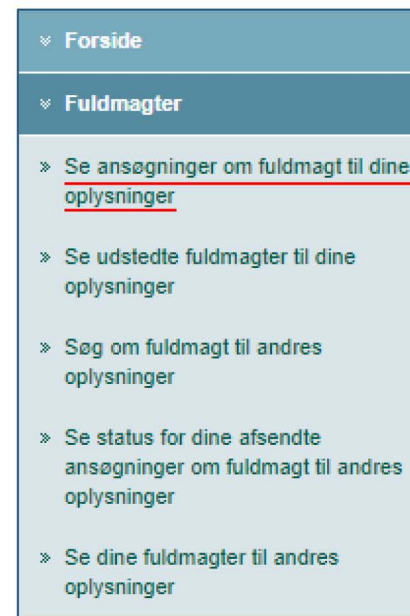 Forside
Fuldmagter
Se ansøgninger om fuldmagt til dine
oplysninger
Se udstedte fuldmagter til dine
oplysninger
Søg om fuldmagt til andres
oplysninger
Se status for dine afsendte
ansøgninger om fuldmagt til andres
oplysninger
Se dine fuldmagter til andres
oplysninger